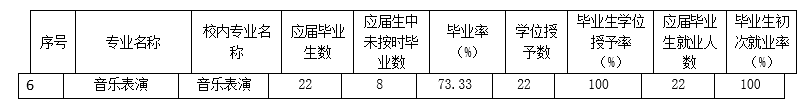 序号 专业名称 校内专业名称 应届毕业生数 应届生中未按时毕业数 毕业率（%） 学位授予数 毕业生学位授予率（%） 应届毕业生就业人数 毕业生初次就业率（%）
6 音乐表演 音乐表演 22 8 73.33 22 100 22 100